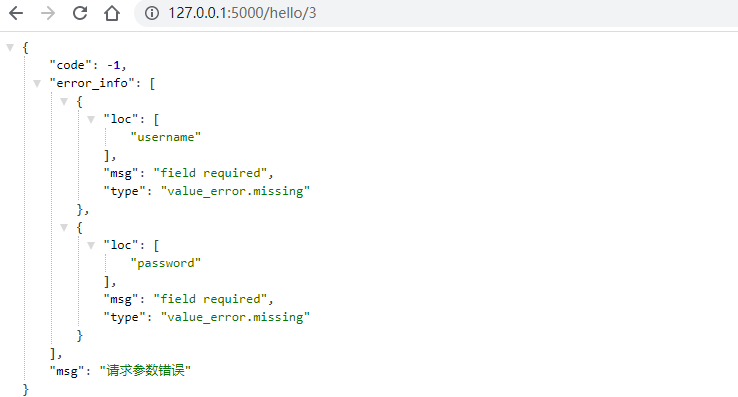 127.0.0.1:5000/hello/3
{
"code": -1,
"error_info": [
{
"loc": [
"username"
],
"msg": "field required",
"type": "value_error.missing"
},
{
"loc": [
"password"
],
"msg": "field required",
"type": "value_error.missing"
}
],
"msg": "请求参数错误"
}